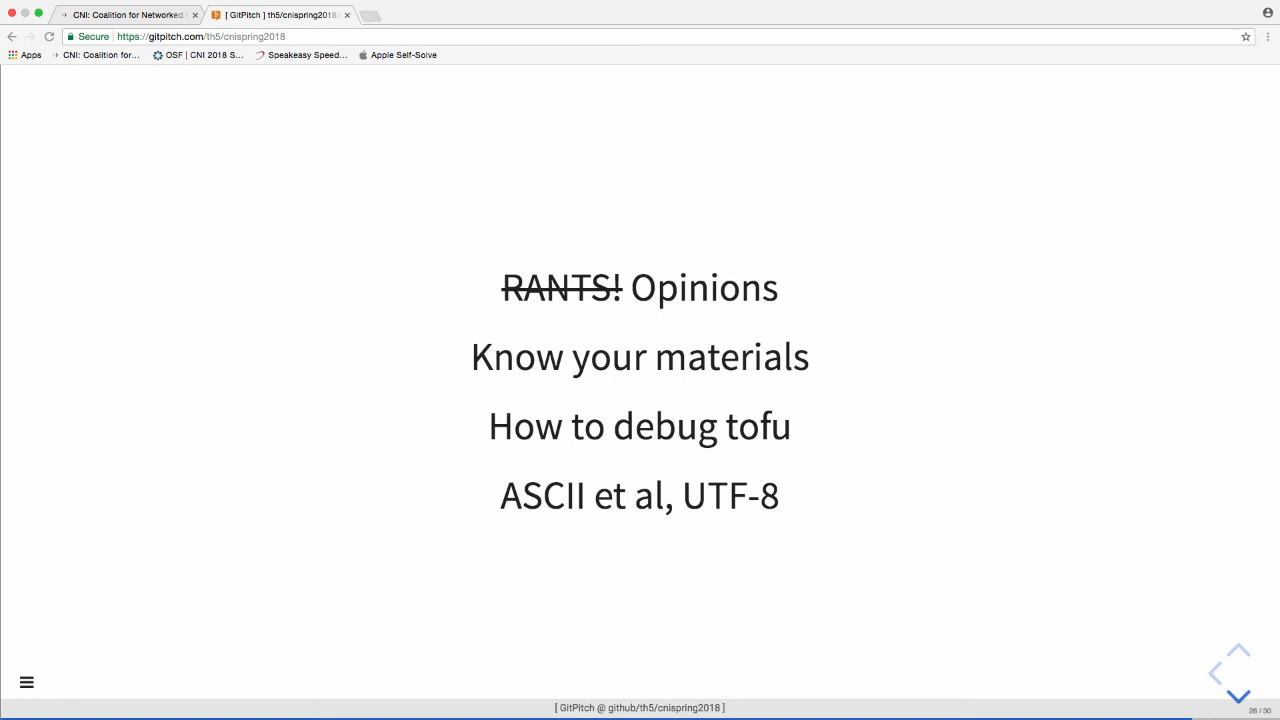 CNI: Coalition for Networked
[ GitPitch ] th5/cnispring2018/
Secure https://gitpitch.com/th5/cnispring2018
Apps CNI: Coalition for... OSF | CNI 2018 S... Speakeasy Speed... Apple Self-Solve
RANTS! Opinions
Know your materials
How to debug tofu
ASCII et al, UTF-8
[ GitPitch @ github/th5/cnispring2018 ]
28 / 30